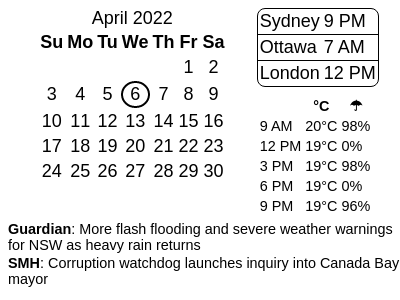 April 2022
Su Mo Tu We Th Fr Sa
1 2
3 4 5 6 7 8 9
10 11 12 13 14 15 16
17 18 19 20 21 22 23
24 25 26 27 28 29 30
Sydney 9 PM
Ottawa 7 AM
London 12 PM
°C ☂
9 AM 20°C 98%
12 PM 19°C 0%
3 PM 19°C 98%
6 PM 19°C 0%
9 PM 19°C 96%
Guardian: More flash flooding and severe weather warnings
for NSW as heavy rain returns
SMH: Corruption watchdog launches inquiry into Canada Bay
mayor